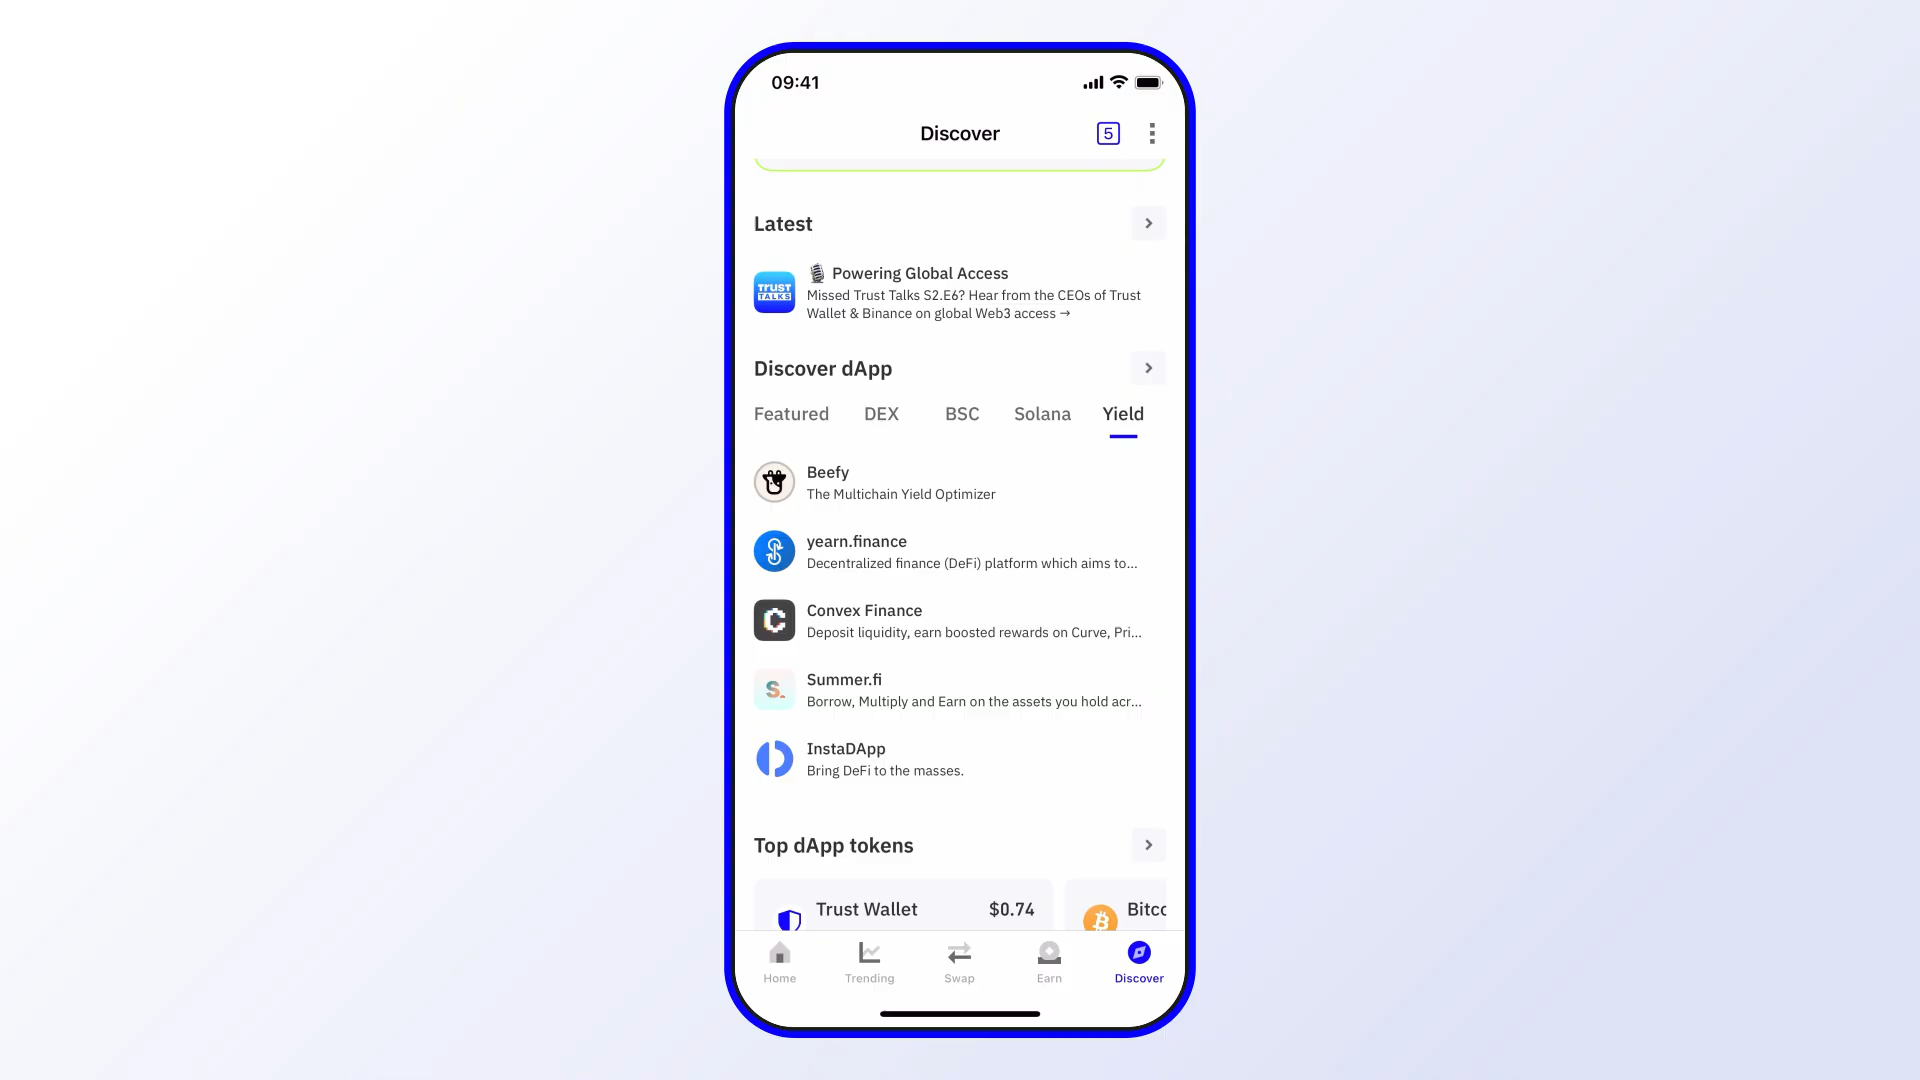 09:41
Discover
5
Latest
TRUST
TALKS
🎙 Powering Global Access
Missed Trust Talks S2.E6? Hear from the CEOs of Trust
Wallet & Binance on global Web3 access →
Discover dApp
Featured DEX BSC Solana Yield
Beefy
The Multichain Yield Optimizer
yearn.finance
Decentralized finance (DeFi) platform which aims to...
Convex Finance
Deposit liquidity, earn boosted rewards on Curve, Pri...
S.
Summer.fi
Borrow, Multiply and Earn on the assets you hold acr...
InstaDApp
Bring DeFi to the masses.
Top dApp tokens
Trust Wallet $0.74
Bitco
Home Trending Swap Earn Discover